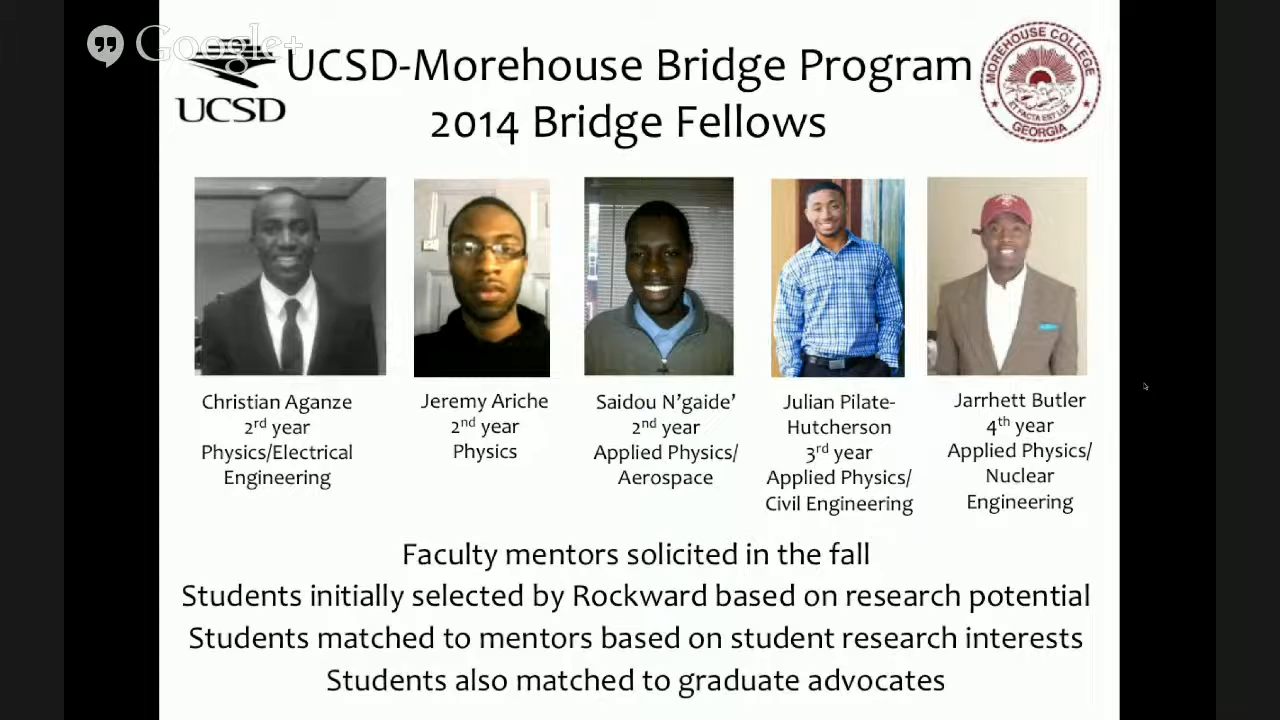 Google+
UCSD
UCSD-Morehouse Bridge Program
2014 Bridge Fellows
MOREHOUSE COLLEGE
ET FACTA EST LUX
GEORGIA
Christian Aganze
2rd year
Physics/Electrical
Engineering
Jeremy Ariche
2nd year
Physics
Saidou N'gaide'
2nd year
Applied Physics/
Aerospace
Julian Pilate-
Hutcherson
3rd year
Applied Physics/
Civil Engineering
Jarrhett Butler
4th year
Applied Physics/
Nuclear
Engineering
Faculty mentors solicited in the fall
Students initially selected by Rockward based on research potential
Students matched to mentors based on student research interests
Students also matched to graduate advocates